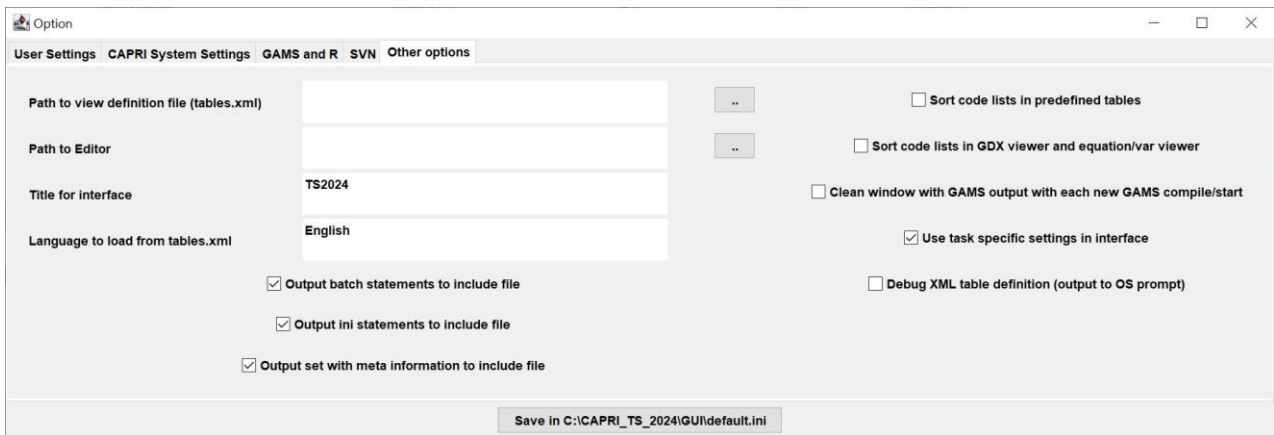 Option
User Settings CAPRI System Settings GAMS and R SVN Other options
Path to view definition file (tables.xml) .. Sort code lists in predefined tables
Path to Editor .. Sort code lists in GDX viewer and equation/var viewer
Title for interface TS2024 Clean window with GAMS output with each new GAMS compile/start
Language to load from tables.xml English Use task specific settings in interface
Output batch statements to include file Debug XML table definition (output to OS prompt)
Output ini statements to include file
Output set with meta information to include file
Save in C:\CAPRI_TS_2024\GUI\default.ini